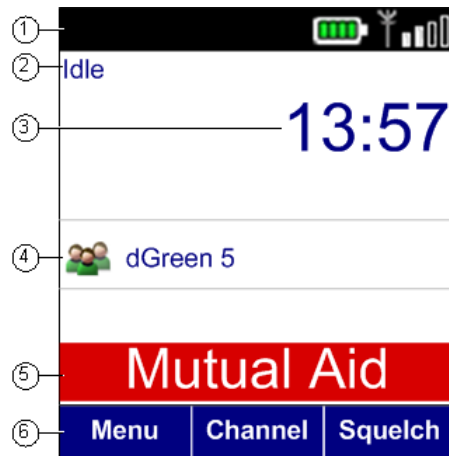 1
2 Idle
3 13:57
4 dGreen 5
5 Mutual Aid
6 Menu Channel Squelch